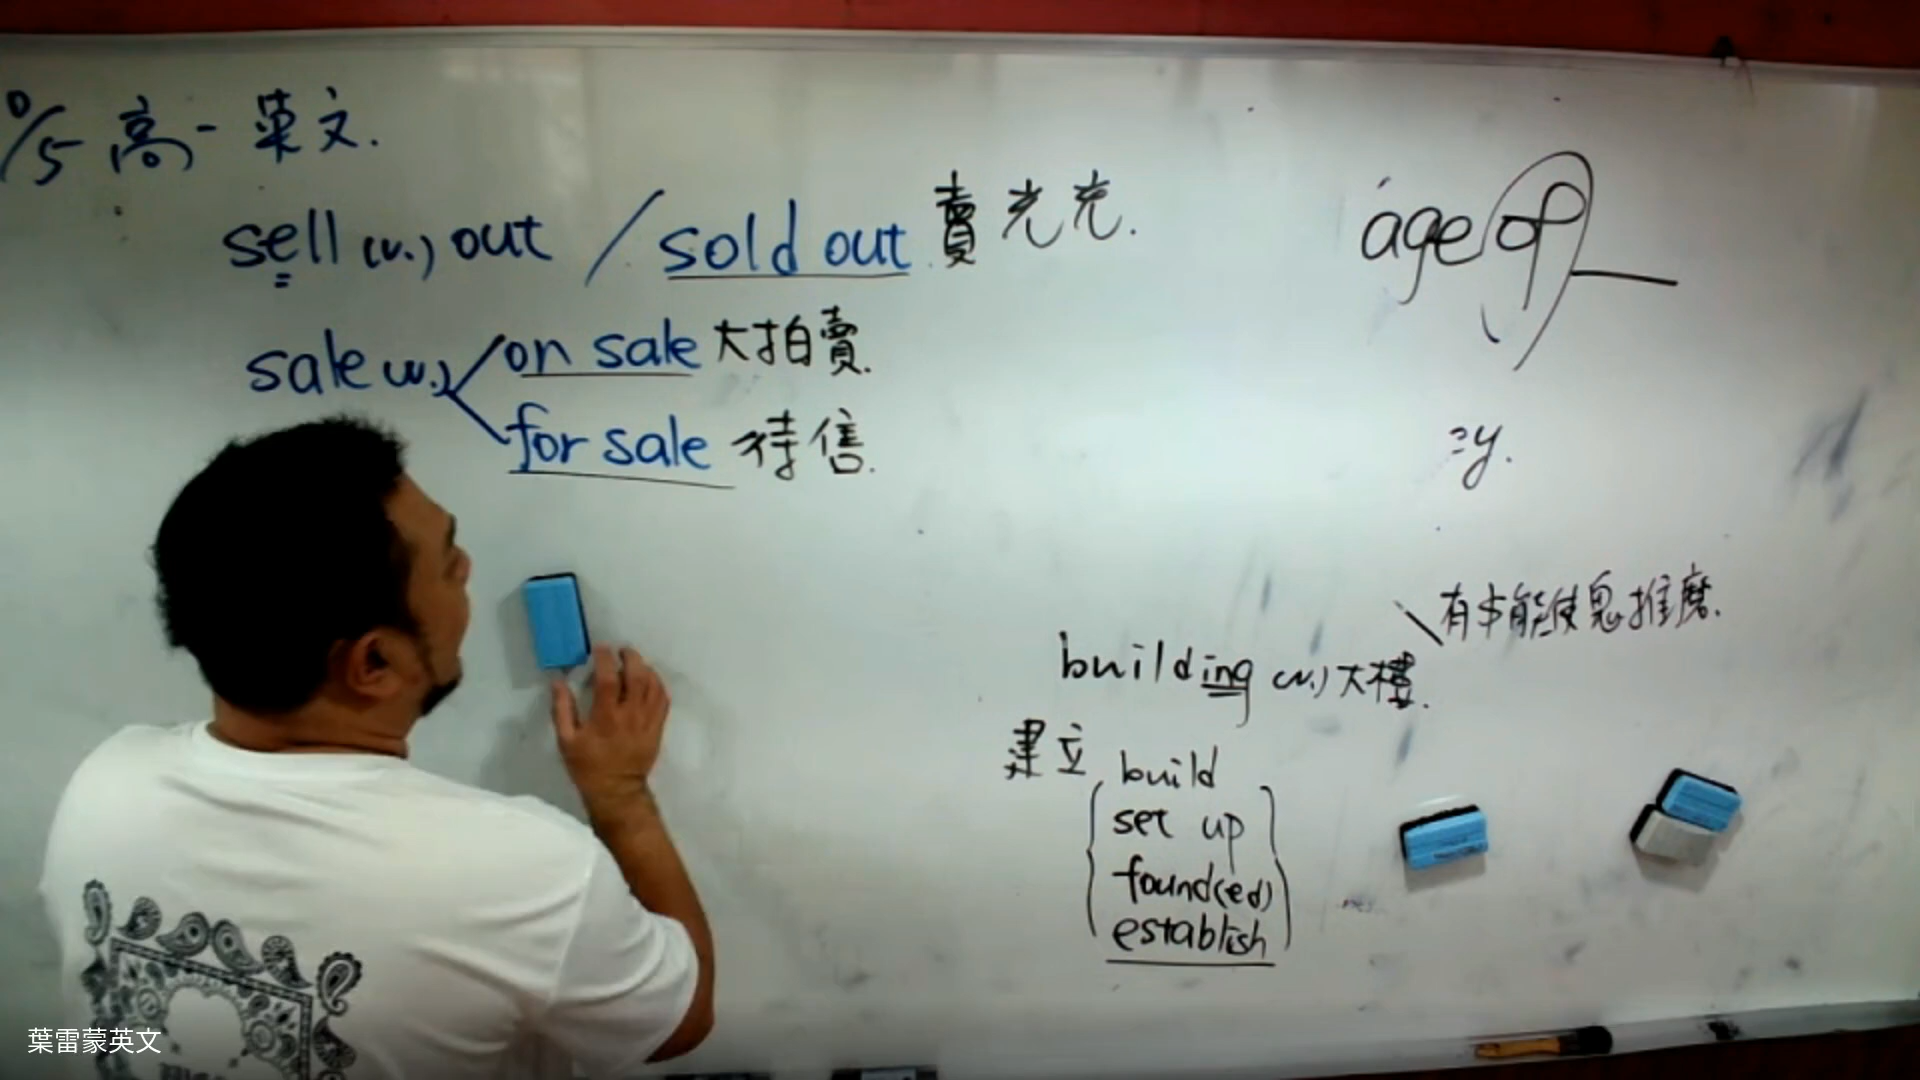 0/5 高一 英文.
sell (v.) out / sold out 賣光光.
sale (n.) on sale 大拍賣.
for sale 待售.
age of
=y.
有本能使鬼推磨.
building (n.) 大樓.
建立 build
set up
found(ed)
establish
葉雷蒙英文